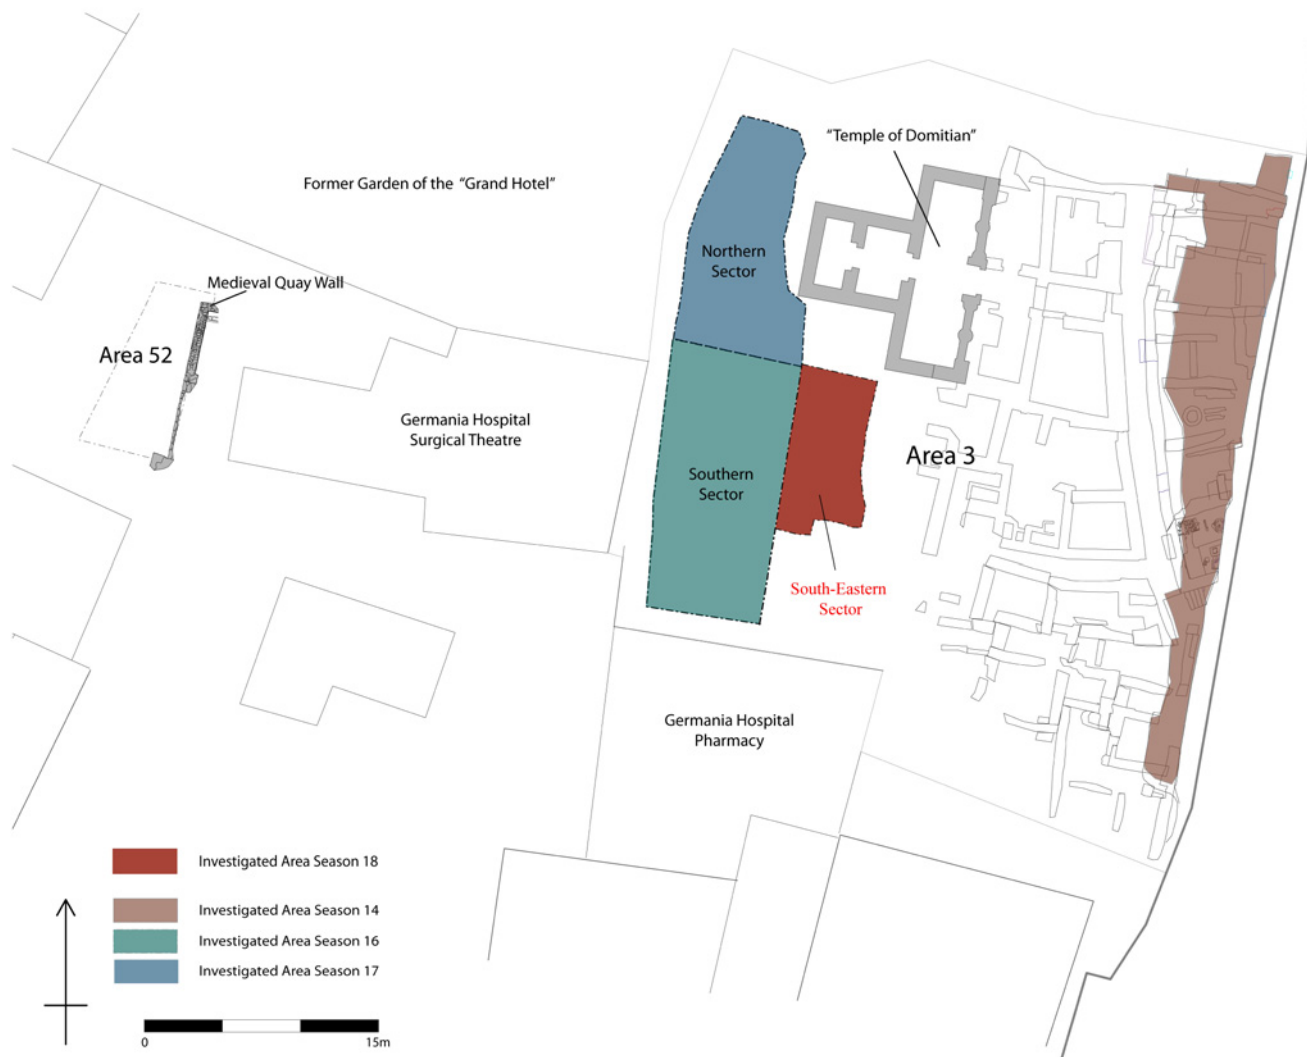 "Temple of Domitian"
Former Garden of the "Grand Hotel"
Northern
Sector
Medieval Quay Wall
Area 52
Germania Hospital
Surgical Theatre
Area 3
Southern
Sector
South-Eastern
Sector
Germania Hospital
Pharmacy
Investigated Area Season 18
Investigated Area Season 14
Investigated Area Season 16
Investigated Area Season 17
0
15m